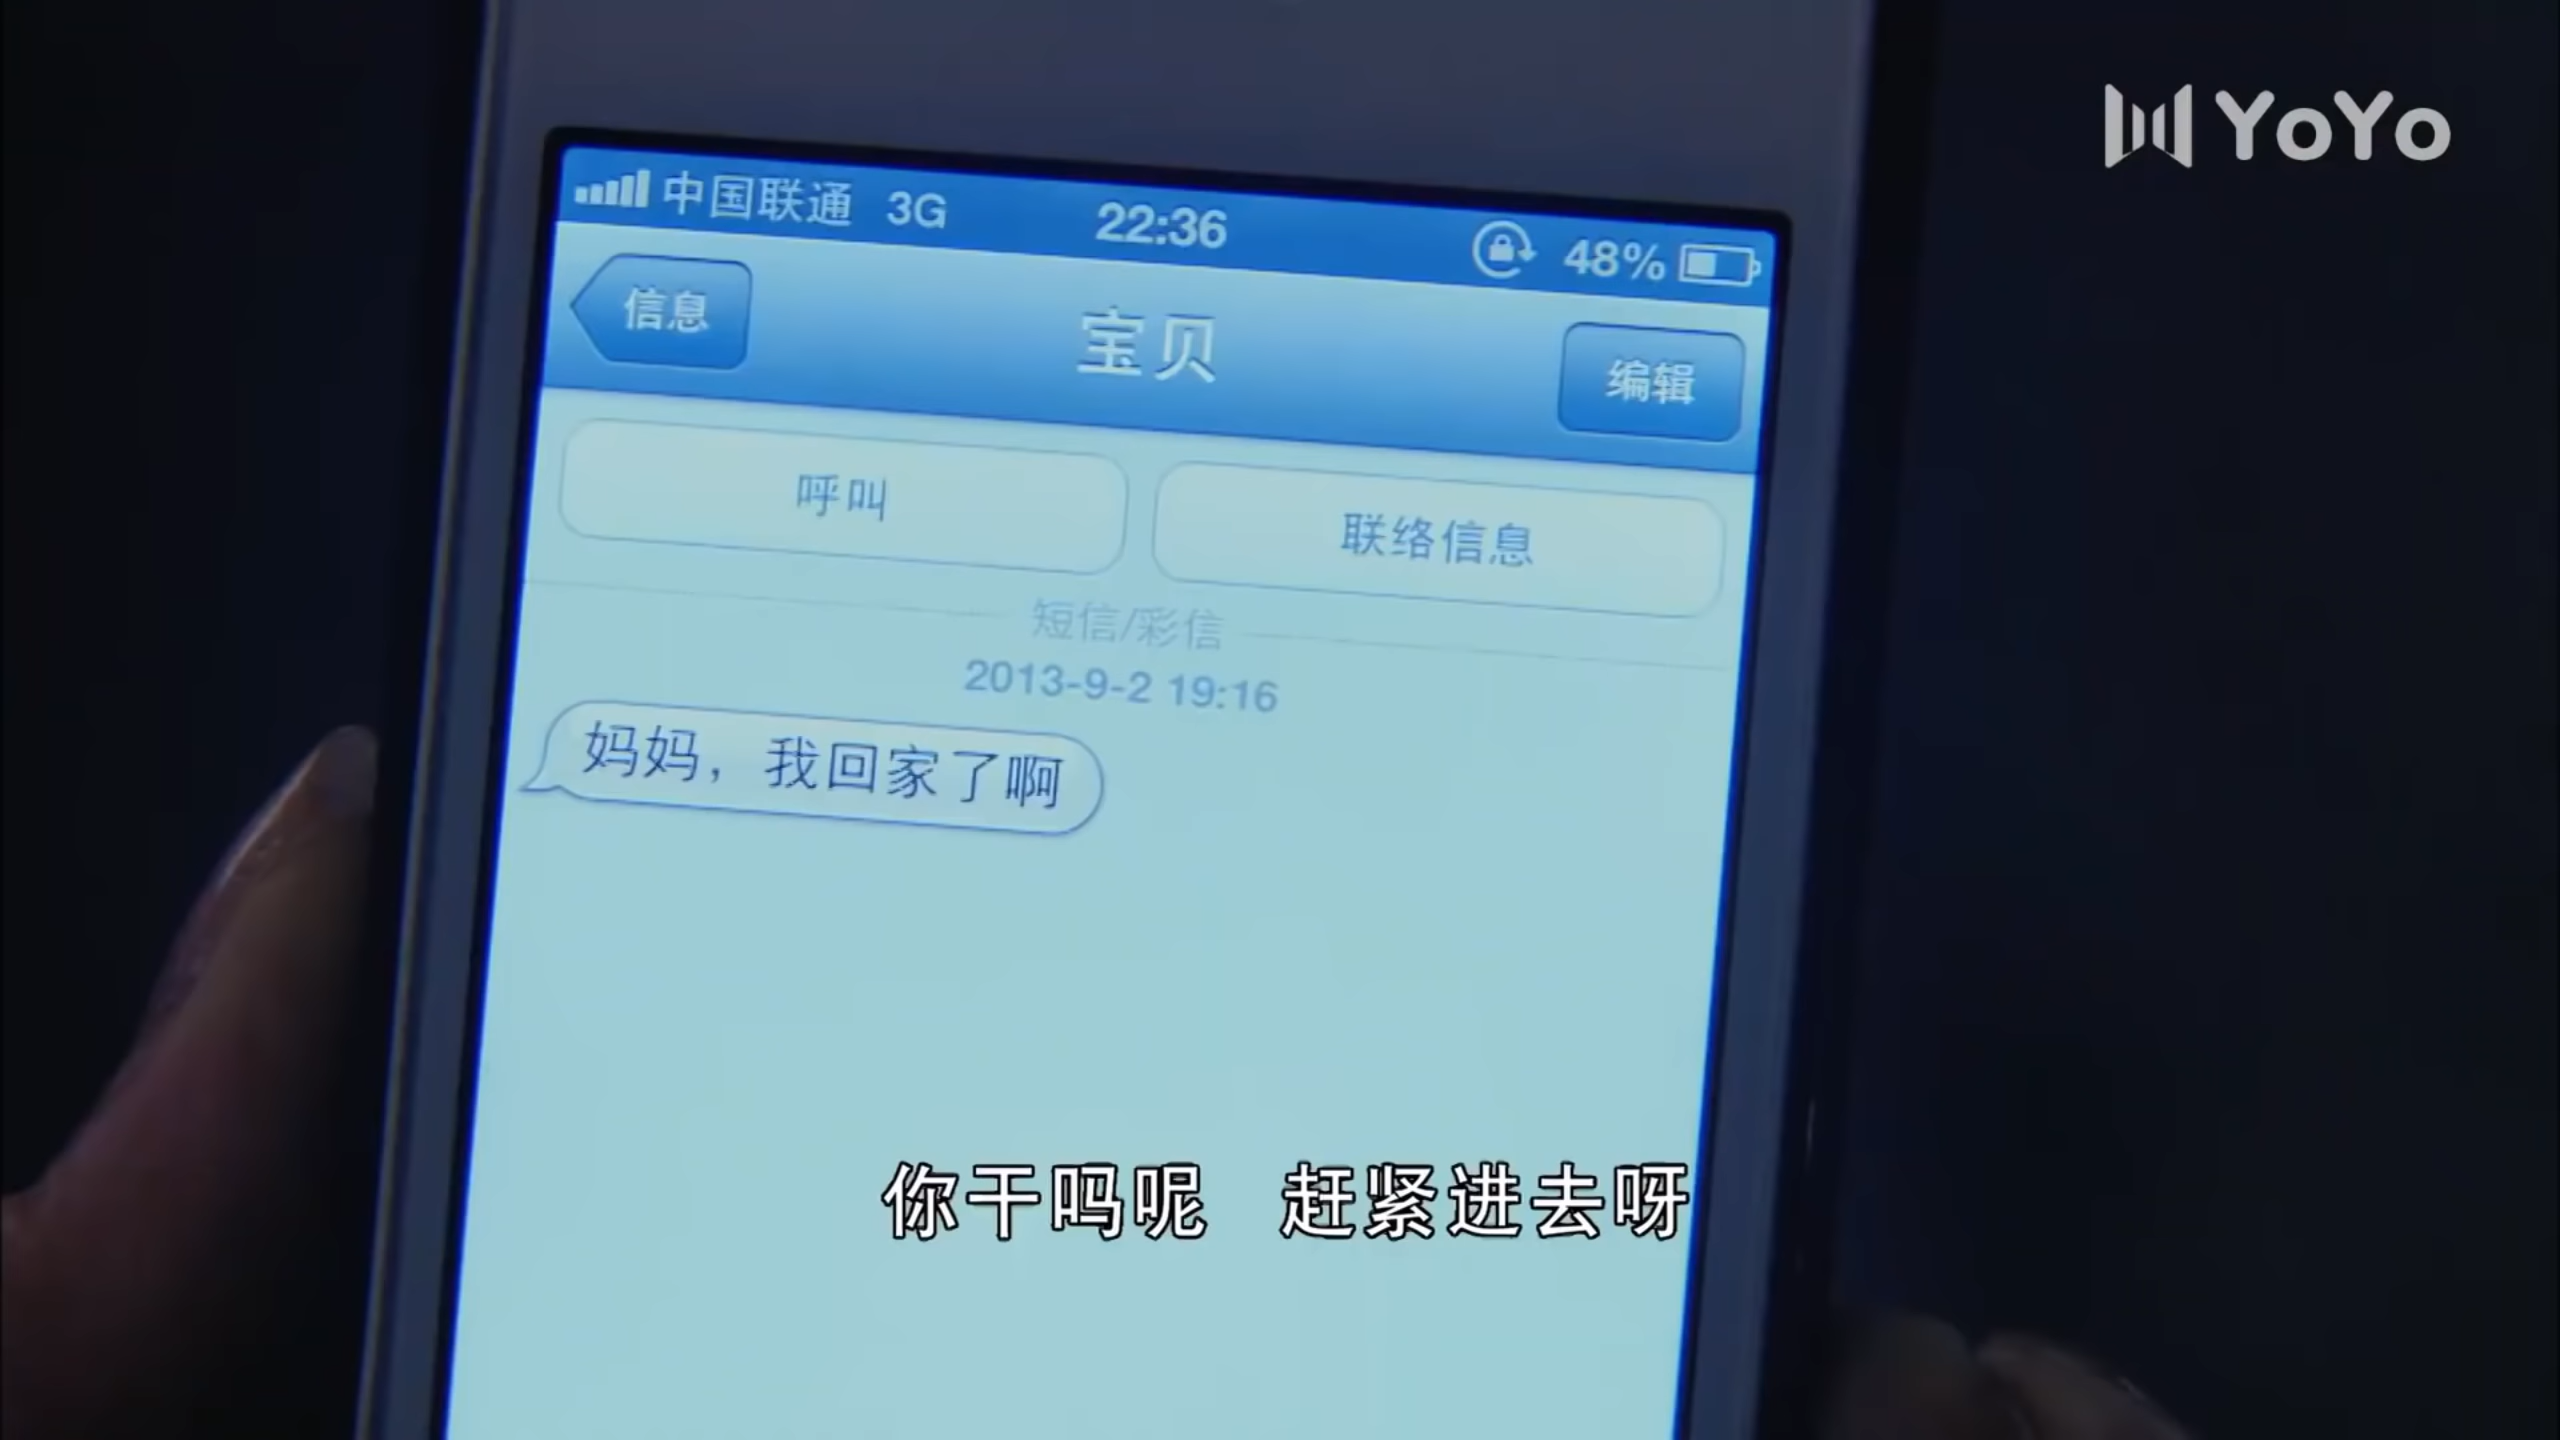 YoYo
中国联通 3G 22:36 48%
信息 宝贝 编辑
呼叫 联络信息
短信/彩信
2013-9-2 19:16
妈妈，我回家了啊
你干吗呢 赶紧进去呀